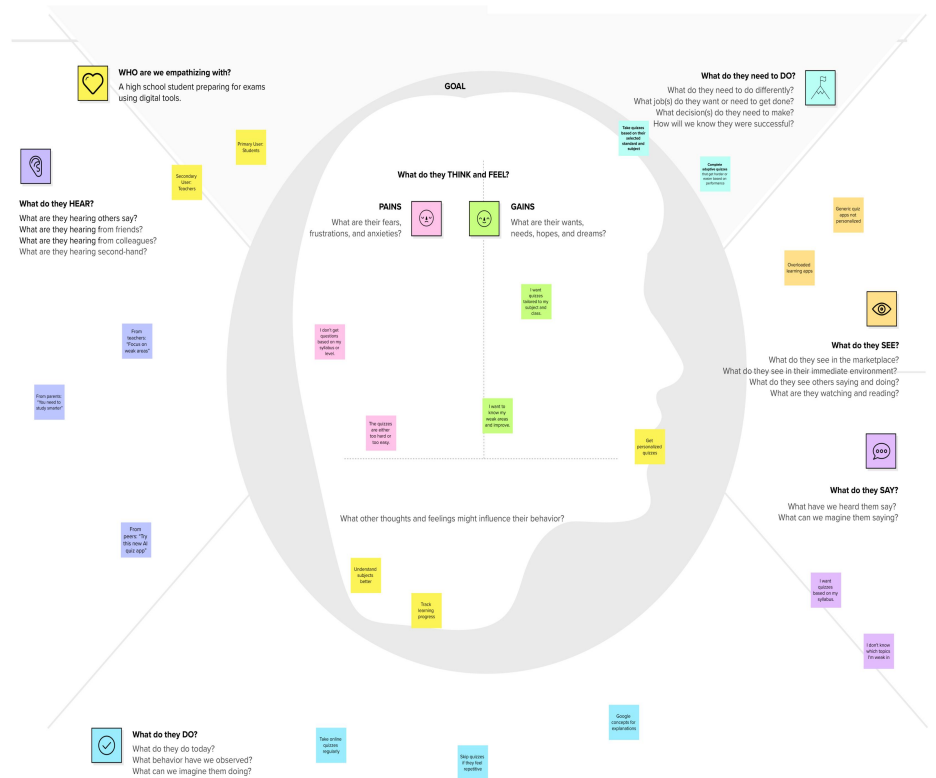 WHO are we empathizing with?
A high school student preparing for exams
using digital tools.
GOAL
What do they need to DO?
What do they need to do differently?
What job(s) do they want or need to get done?
What decision(s) do they need to make?
How will we know they were successful?
Primary User:
Students
Secondary
User:
Teachers
Take quizzes
based on their
selected
standard and
subject
Complete
adaptive quizzes
that get harder or
easier based on
performance
What do they HEAR?
What are they hearing others say?
What are they hearing from friends?
What are they hearing from colleagues?
What are they hearing second-hand?
What do they THINK and FEEL?
PAINS
What are their fears,
frustrations, and anxieties?
GAINS
What are their wants,
needs, hopes, and dreams?
Generic quiz
apps not
personalized
Overloaded
learning apps
From
teachers:
"Focus on
weak areas"
From parents:
"You need to
study smarter"
From
peers: "Try
this new AI
quiz app"
I don't get
questions
based on my
syllabus or
level.
The quizzes
are either
too hard or
too easy.
I want
quizzes
tailored to my
subject and
class.
I want to
know my
weak areas
and improve.
Get
personalized
quizzes
What do they SEE?
What do they see in the marketplace?
What do they see in their immediate environment?
What do they see others saying and doing?
What are they watching and reading?
What do they SAY?
What have we heard them say?
What can we magine them saying?
What other thoughts and feelings might influence their behavior?
Understand
subjects
better
Track
learning
progress
I want
quizzes
based on my
syllabus.
I don't know
which topics
I'm weak in
What do they DO?
What do they do today?
What behavior have we observed?
What can we imagine them doing?
Take online
quizzes
regularly
Skip quizzes
if they feel
repetitive
Google
concepts for
explanations